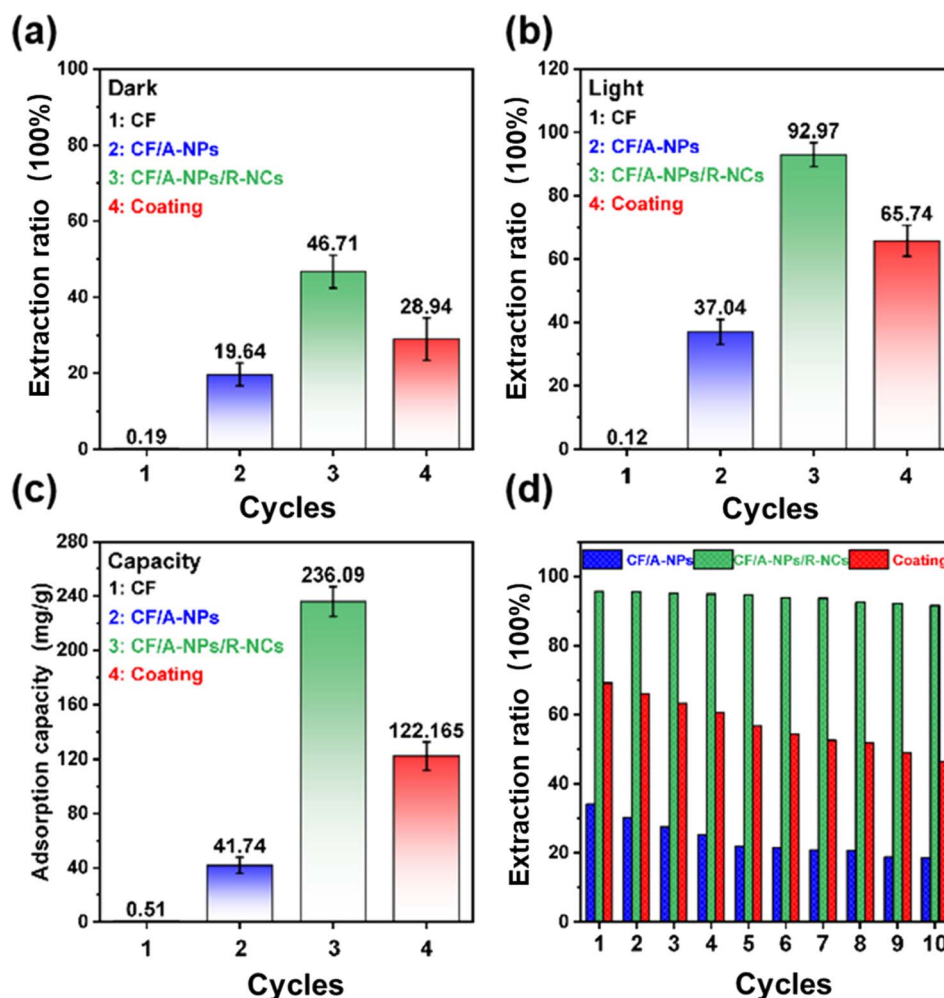 (a)
Extraction ratio (100%)
100
80
60
40
20
0
Dark
1: CF
2: CF/A-NPs
3: CF/A-NPs/R-NCs
4: Coating
0.19
19.64
46.71
28.94
1 2 3 4
Cycles
(b)
Extraction ratio (100%)
120
100
80
60
40
20
0
Light
1: CF
2: CF/A-NPs
3: CF/A-NPs/R-NCs
4: Coating
0.12
37.04
92.97
65.74
1 2 3 4
Cycles
(c)
Adsorption capacity (mg/g)
280
240
200
160
120
80
40
0
Capacity
1: CF
2: CF/A-NPs
3: CF/A-NPs/R-NCs
4: Coating
0.51
41.74
236.09
122.165
1 2 3 4
Cycles
(d)
Extraction ratio (100%)
100
80
60
40
20
0
CF/A-NPs CF/A-NPs/R-NCs Coating
1 2 3 4 5 6 7 8 9 10
Cycles